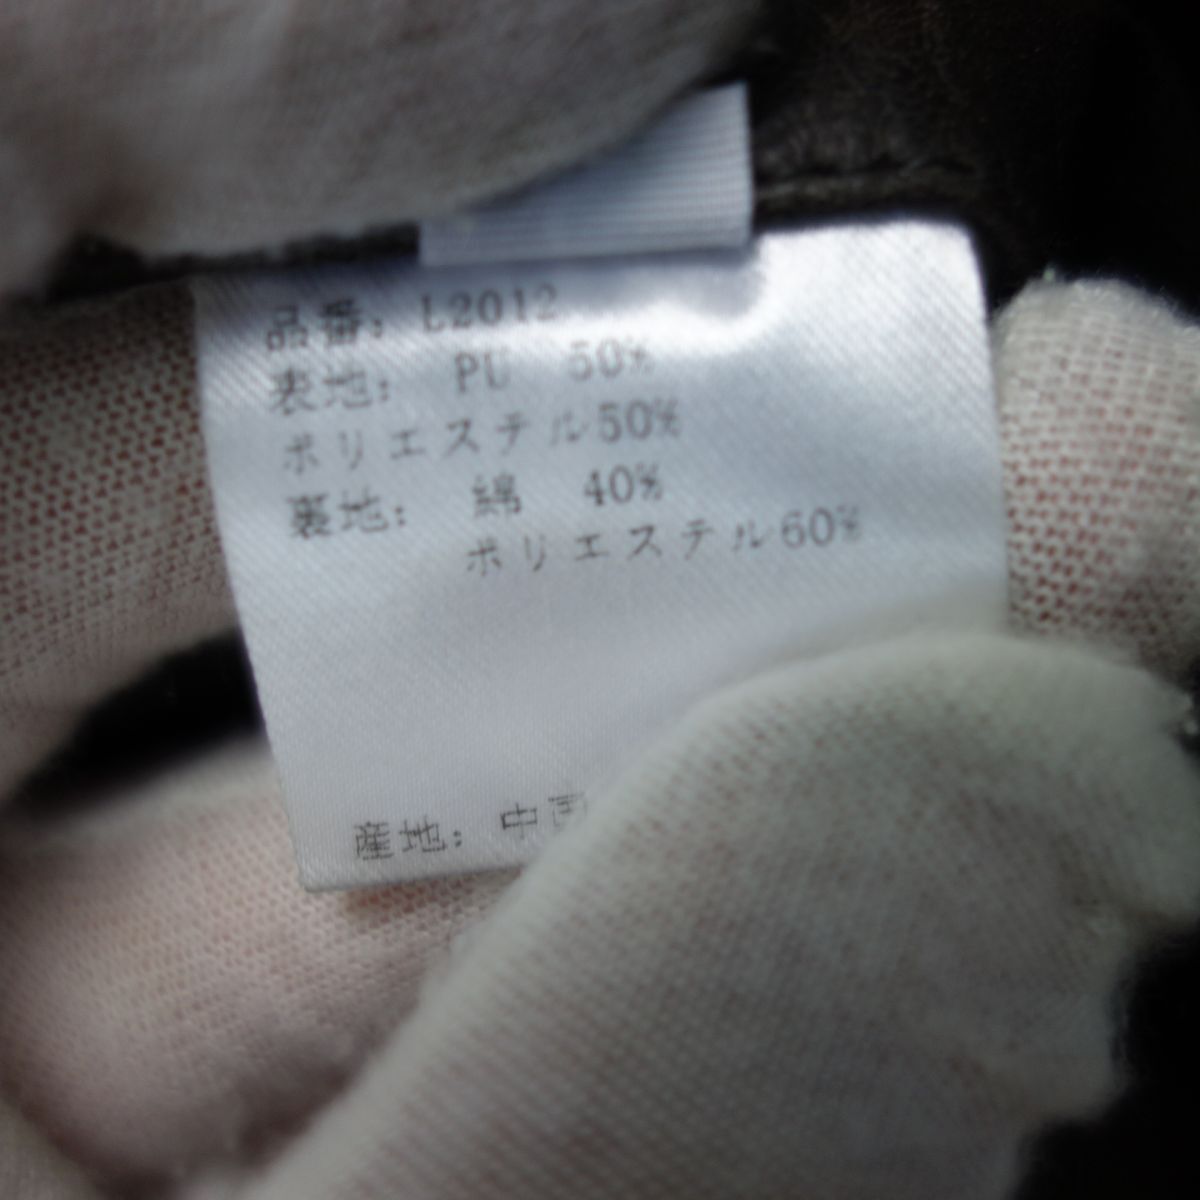 品番: L2012
表地: PU 50%
ポリエステル50%
裏地: 綿 40%
ポリエステル60%
産地: 中国